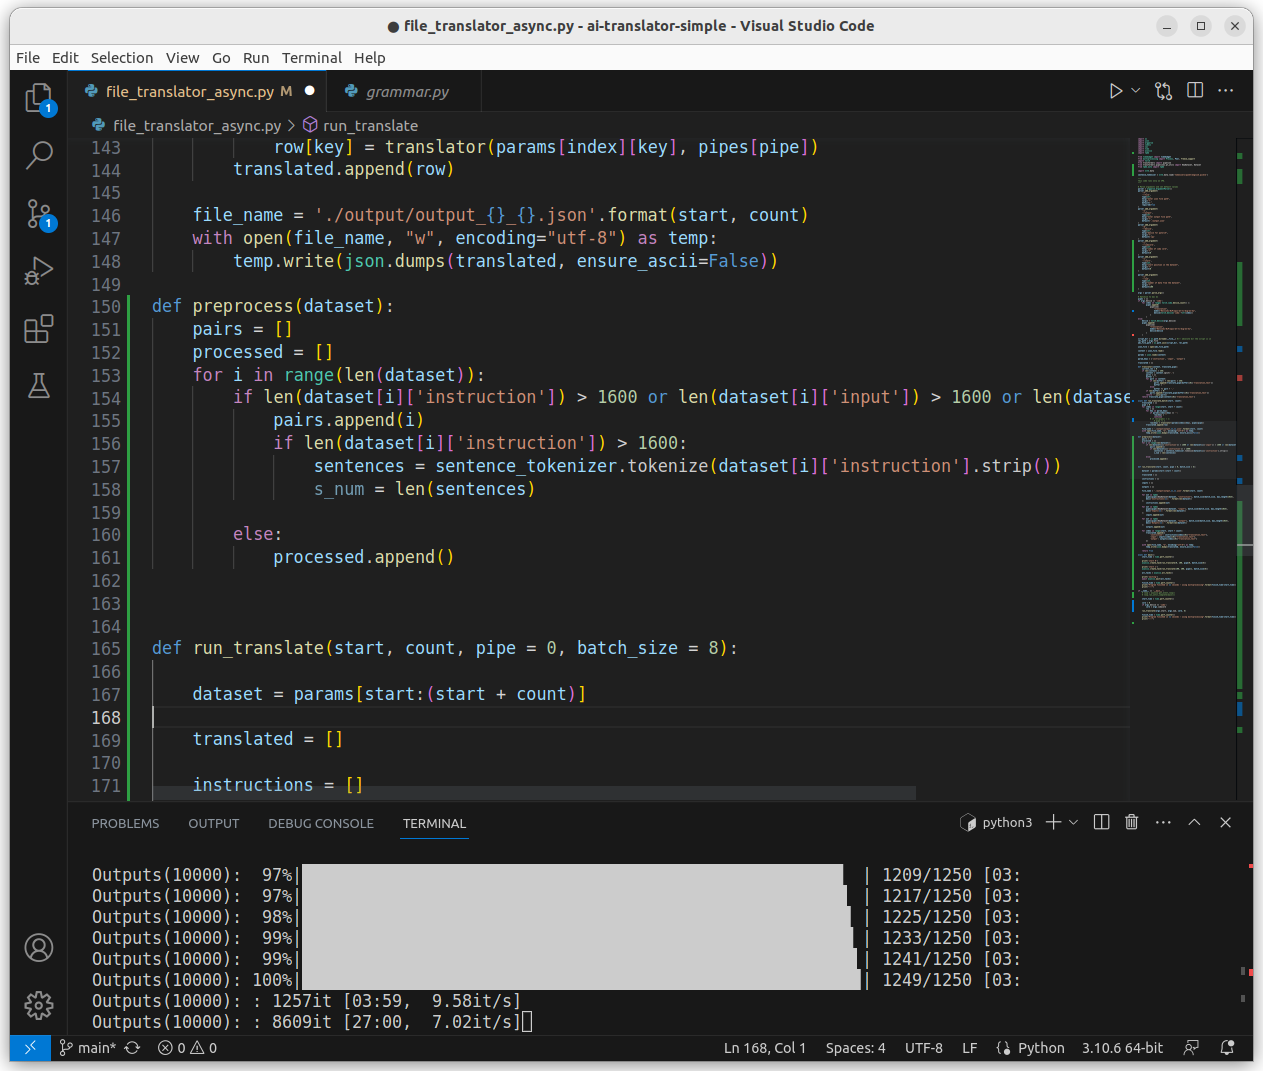 ● file_translator_async.py - ai-translator-simple - Visual Studio Code
File Edit Selection View Go Run Terminal Help
file_translator_async.py M ●
grammar.py
file_translator_async.py > run_translate
143 row[key] = translator(params[index][key], pipes[pipe])
144 translated.append(row)
145
146 file_name = './output/output_{}_{}.json'.format(start, count)
147 with open(file_name, "w", encoding="utf-8") as temp:
148 temp.write(json.dumps(translated, ensure_ascii=False))
149
150 def preprocess(dataset):
151 pairs = []
152 processed = []
153 for i in range(len(dataset)):
154 if len(dataset[i]['instruction']) > 1600 or len(dataset[i]['input']) > 1600 or len(datase
155 pairs.append(i)
156 if len(dataset[i]['instruction']) > 1600:
157 sentences = sentence_tokenizer.tokenize(dataset[i]['instruction'].strip())
158 s_num = len(sentences)
159
160 else:
161 processed.append()
162
163
164
165 def run_translate(start, count, pipe = 0, batch_size = 8):
166
167 dataset = params[start:(start + count)]
168
169 translated = []
170
171 instructions = []
1
1
PROBLEMS OUTPUT DEBUG CONSOLE TERMINAL
python3
Outputs(10000): 97%| | 1209/1250 [03:
Outputs(10000): 97%| | 1217/1250 [03:
Outputs(10000): 98%| | 1225/1250 [03:
Outputs(10000): 99%| | 1233/1250 [03:
Outputs(10000): 99%| | 1241/1250 [03:
Outputs(10000): 100%| | 1249/1250 [03:
Outputs(10000): : 1257it [03:59, 9.58it/s]
Outputs(10000): : 8609it [27:00, 7.02it/s]
main* 0 0 Ln 168, Col 1 Spaces: 4 UTF-8 LF Python 3.10.6 64-bit